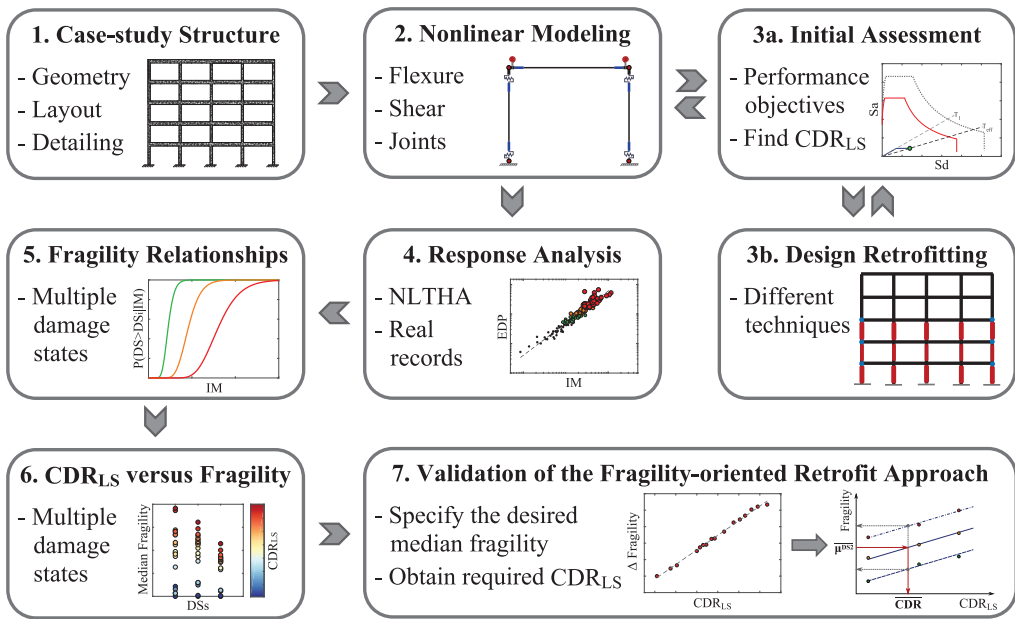 1. Case-study Structure
- Geometry
- Layout
- Detailing
2. Nonlinear Modeling
- Flexure
- Shear
- Joints
3a. Initial Assessment
- Performance
objectives
- Find CDRLS
Sa
T1
Teff
Sd
5. Fragility Relationships
- Multiple
damage
states
P(DS>DSi|IM)
IM
4. Response Analysis
- NLTHA
- Real
records
EDP
IM
3b. Design Retrofitting
- Different
techniques
6. CDRLS versus Fragility
- Multiple
damage
states
Median Fragility
DSs
CDRLS
7. Validation of the Fragility-oriented Retrofit Approach
- Specify the desired
median fragility
- Obtain required CDRLS
Δ Fragility
CDRLS
Fragility
μDS2
CDR
CDRLS